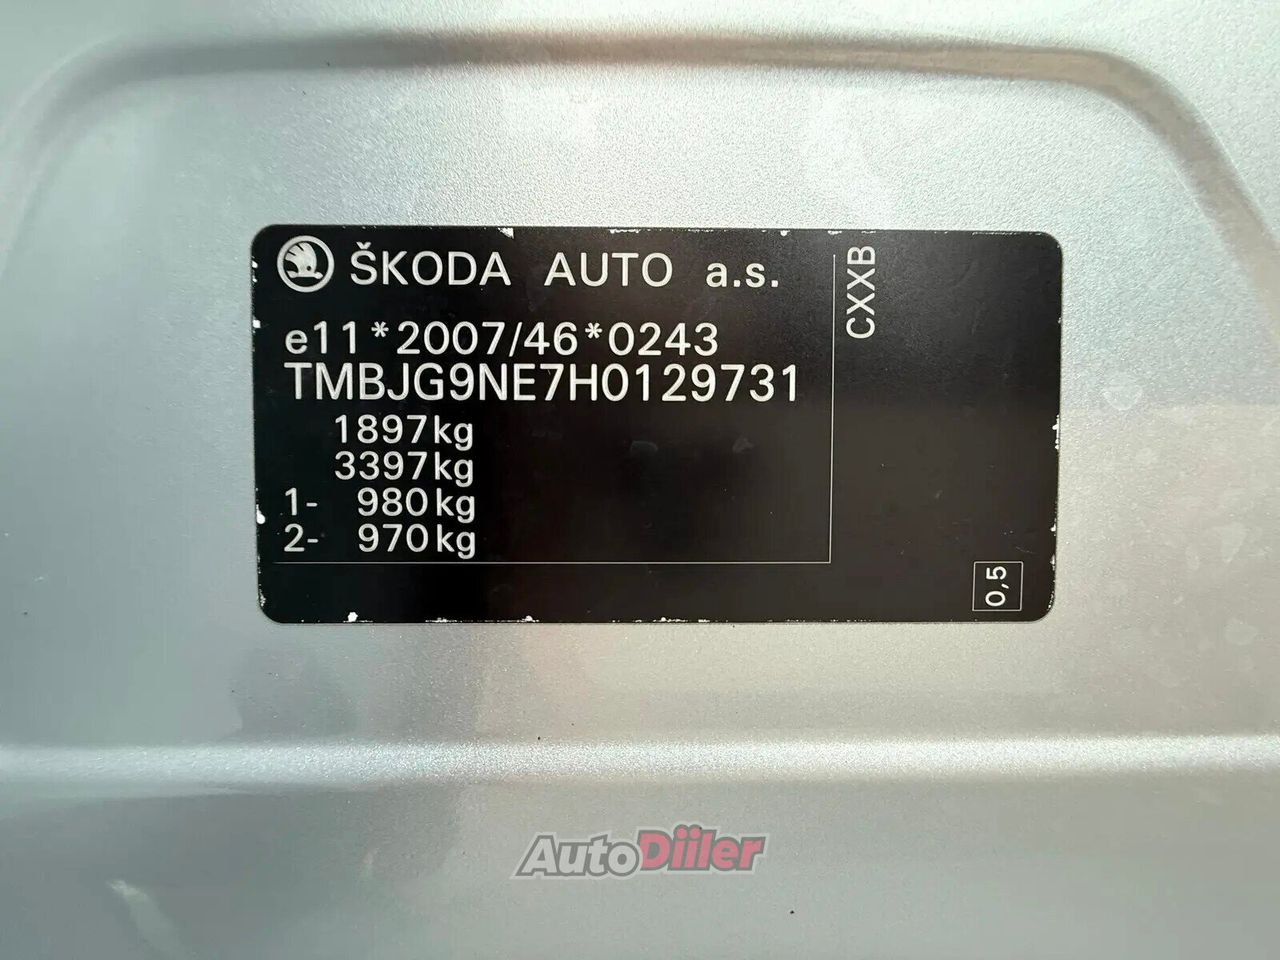 ŠKODA AUTO a.s.
e11*2007/46*0243
TMBJG9NE7H0129731
1897kg
3397kg
1- 980kg
2- 970kg
CXXB
0,5
AutoDiiler